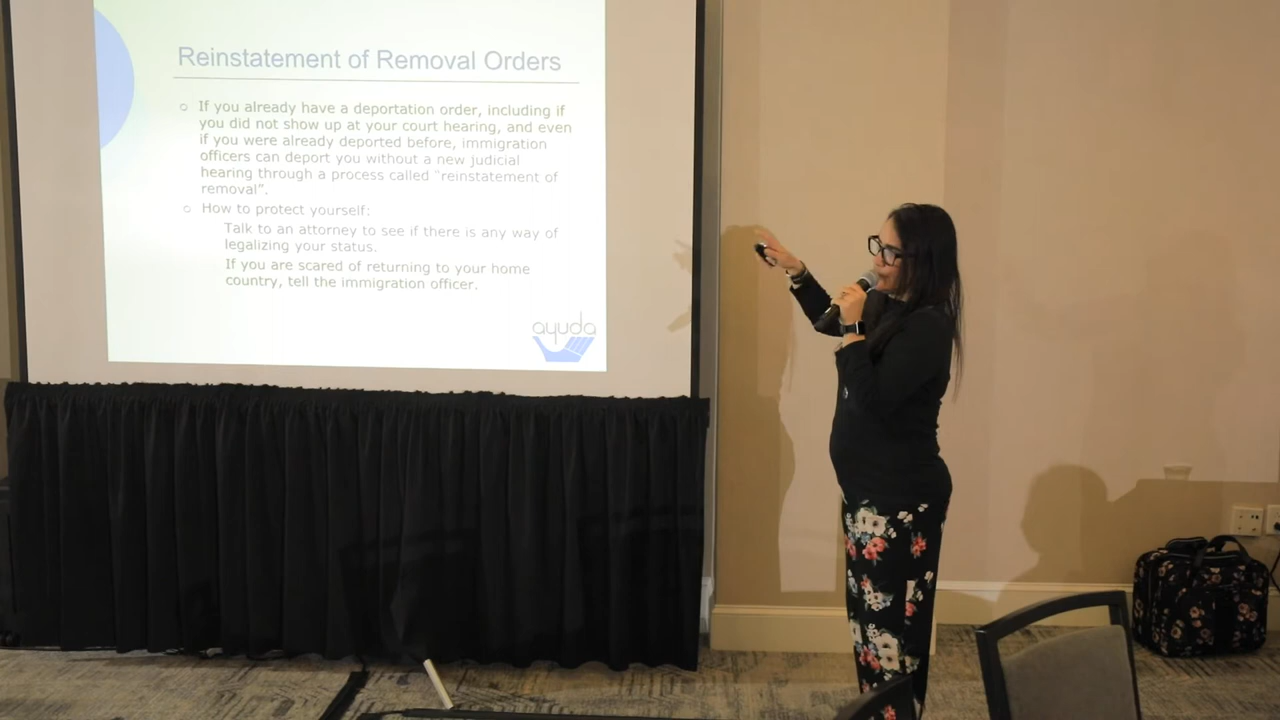 Reinstatement of Removal Orders
If you already have a deportation order, including if
you did not show up at your court hearing, and even
if you were already deported before, immigration
officers can deport you without a new judicial
hearing through a process called "reinstatement of
removal".
How to protect yourself:
Talk to an attorney to see if there is any way of
legalizing your status.
If you are scared of returning to your home
country, tell the immigration officer.
ayuda